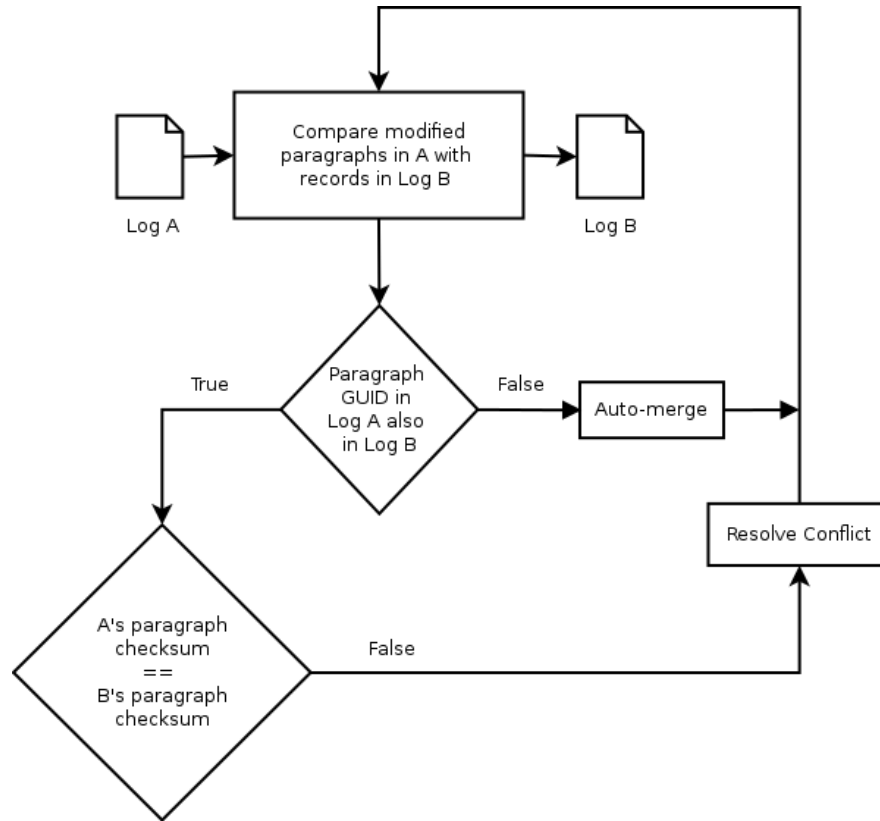 Compare modified
paragraphs in A with
records in Log B
Log A
Log B
True
Paragraph
GUID in
Log A also
in Log B
False
Auto-merge
Resolve Conflict
A's paragraph
checksum
==
B's paragraph
checksum
False